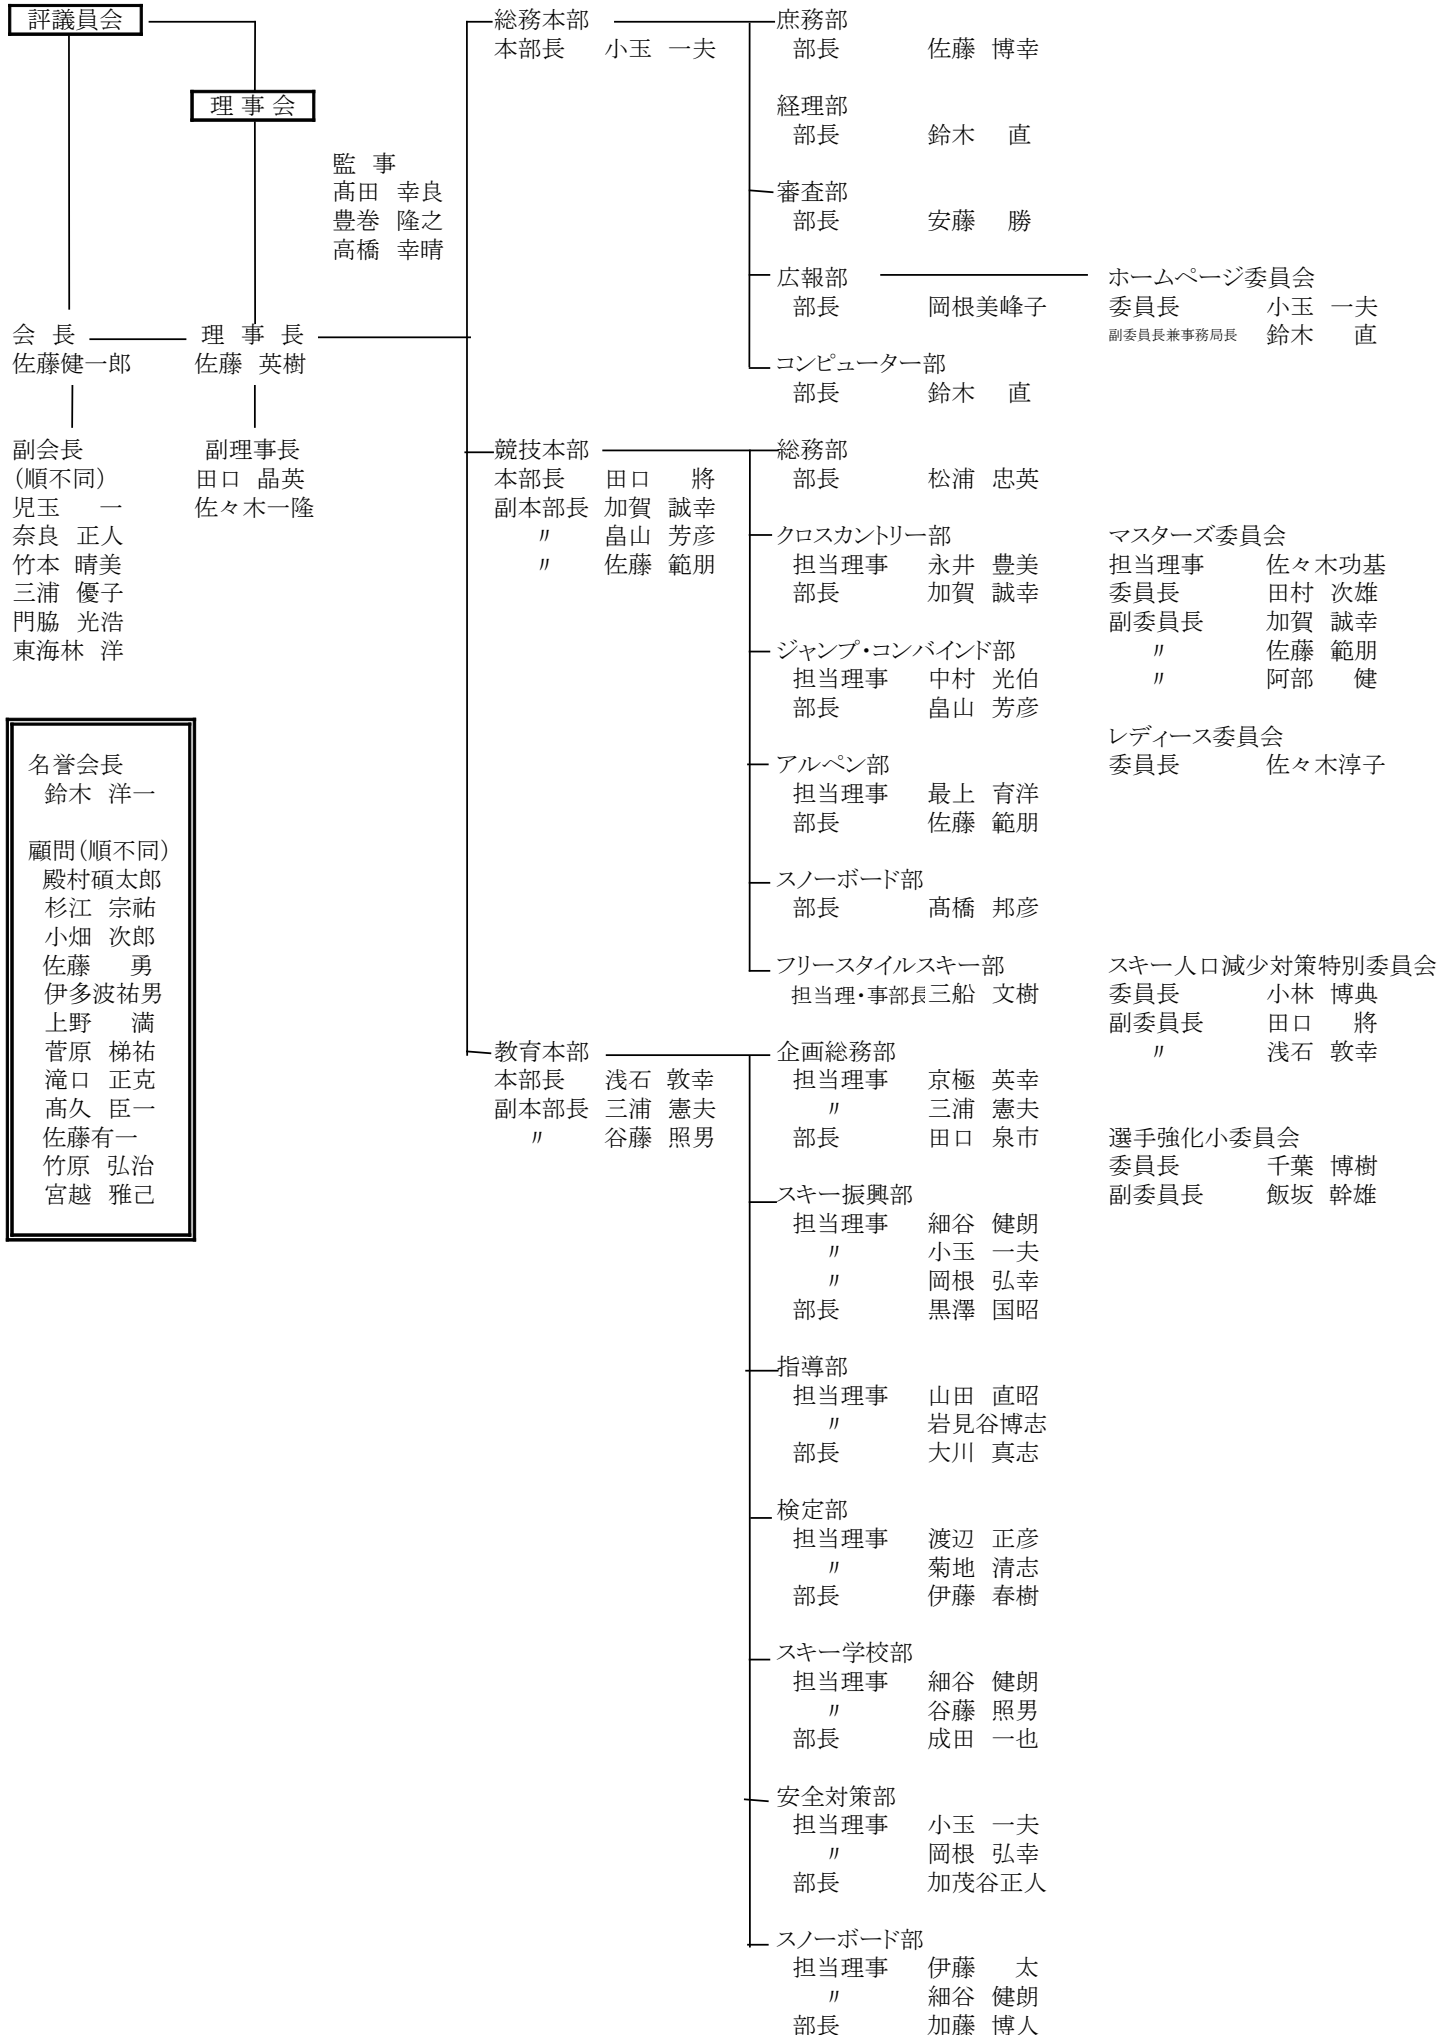 評議員会
理 事 会
監 事
髙田 幸良
豊巻 隆之
高橋 幸晴
会 長
佐藤健一郎
理 事 長
佐藤 英樹
副会長
(順不同)
児玉 一
奈良 正人
竹本 晴美
三浦 優子
門脇 光浩
東海林 洋
副理事長
田口 晶英
佐々木一隆
名誉会長
鈴木 洋一
顧問(順不同)
殿村碩太郎
杉江 宗祐
小畑 次郎
佐藤 勇
伊多波祐男
上野 満
菅原 梯祐
滝口 正克
髙久 臣一
佐藤有一
竹原 弘治
宮越 雅己
総務本部
本部長 小玉 一夫
庶務部
部長 佐藤 博幸
経理部
部長 鈴木 直
審査部
部長 安藤 勝
広報部
部長 岡根美峰子
ホームページ委員会
委員長 小玉 一夫
副委員長兼事務局長 鈴木 直
コンピューター部
部長 鈴木 直
競技本部
本部長 田口 將
副本部長 加賀 誠幸
〃 畠山 芳彦
〃 佐藤 範朋
総務部
部長 松浦 忠英
クロスカントリー部
担当理事 永井 豊美
部長 加賀 誠幸
ジャンプ・コンバインド部
担当理事 中村 光伯
部長 畠山 芳彦
アルペン部
担当理事 最上 育洋
部長 佐藤 範朋
スノーボード部
部長 髙橋 邦彦
フリースタイルスキー部
担当理・事部長 三船 文樹
マスターズ委員会
担当理事 佐々木功基
委員長 田村 次雄
副委員長 加賀 誠幸
〃 佐藤 範朋
〃 阿部 健
レディース委員会
委員長 佐々木淳子
スキー人口減少対策特別委員会
委員長 小林 博典
副委員長 田口 將
〃 浅石 敦幸
選手強化小委員会
委員長 千葉 博樹
副委員長 飯坂 幹雄
教育本部
本部長 浅石 敦幸
副本部長 三浦 憲夫
〃 谷藤 照男
企画総務部
担当理事 京極 英幸
〃 三浦 憲夫
部長 田口 泉市
スキー振興部
担当理事 細谷 健朗
〃 小玉 一夫
〃 岡根 弘幸
部長 黒澤 国昭
指導部
担当理事 山田 直昭
〃 岩見谷博志
部長 大川 真志
検定部
担当理事 渡辺 正彦
〃 菊地 清志
部長 伊藤 春樹
スキー学校部
担当理事 細谷 健朗
〃 谷藤 照男
部長 成田 一也
安全対策部
担当理事 小玉 一夫
〃 岡根 弘幸
部長 加茂谷正人
スノーボード部
担当理事 伊藤 太
〃 細谷 健朗
部長 加藤 博人